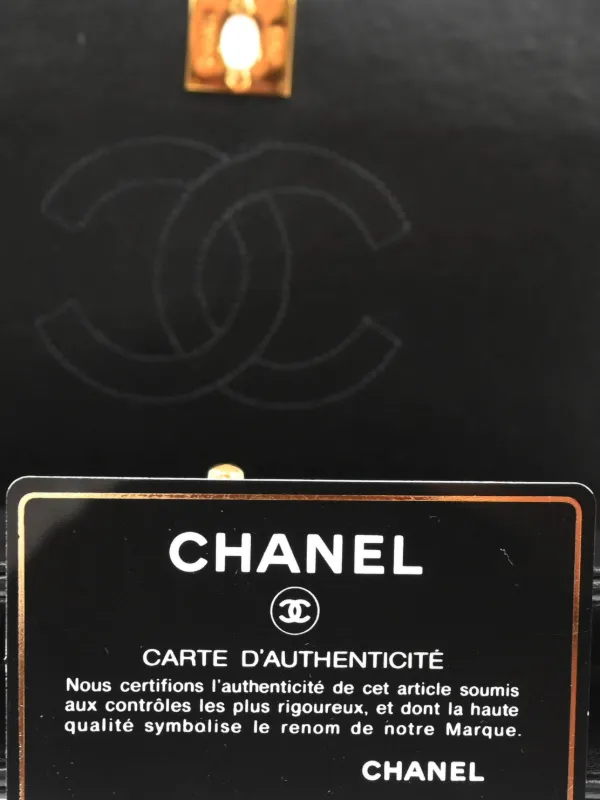 CHANEL
CARTE D'AUTHENTICITÉ
Nous certifions l'authenticité de cet article soumis
aux contrôles les plus rigoureux, et dont la haute
qualité symbolise le renom de notre Marque.
CHANEL